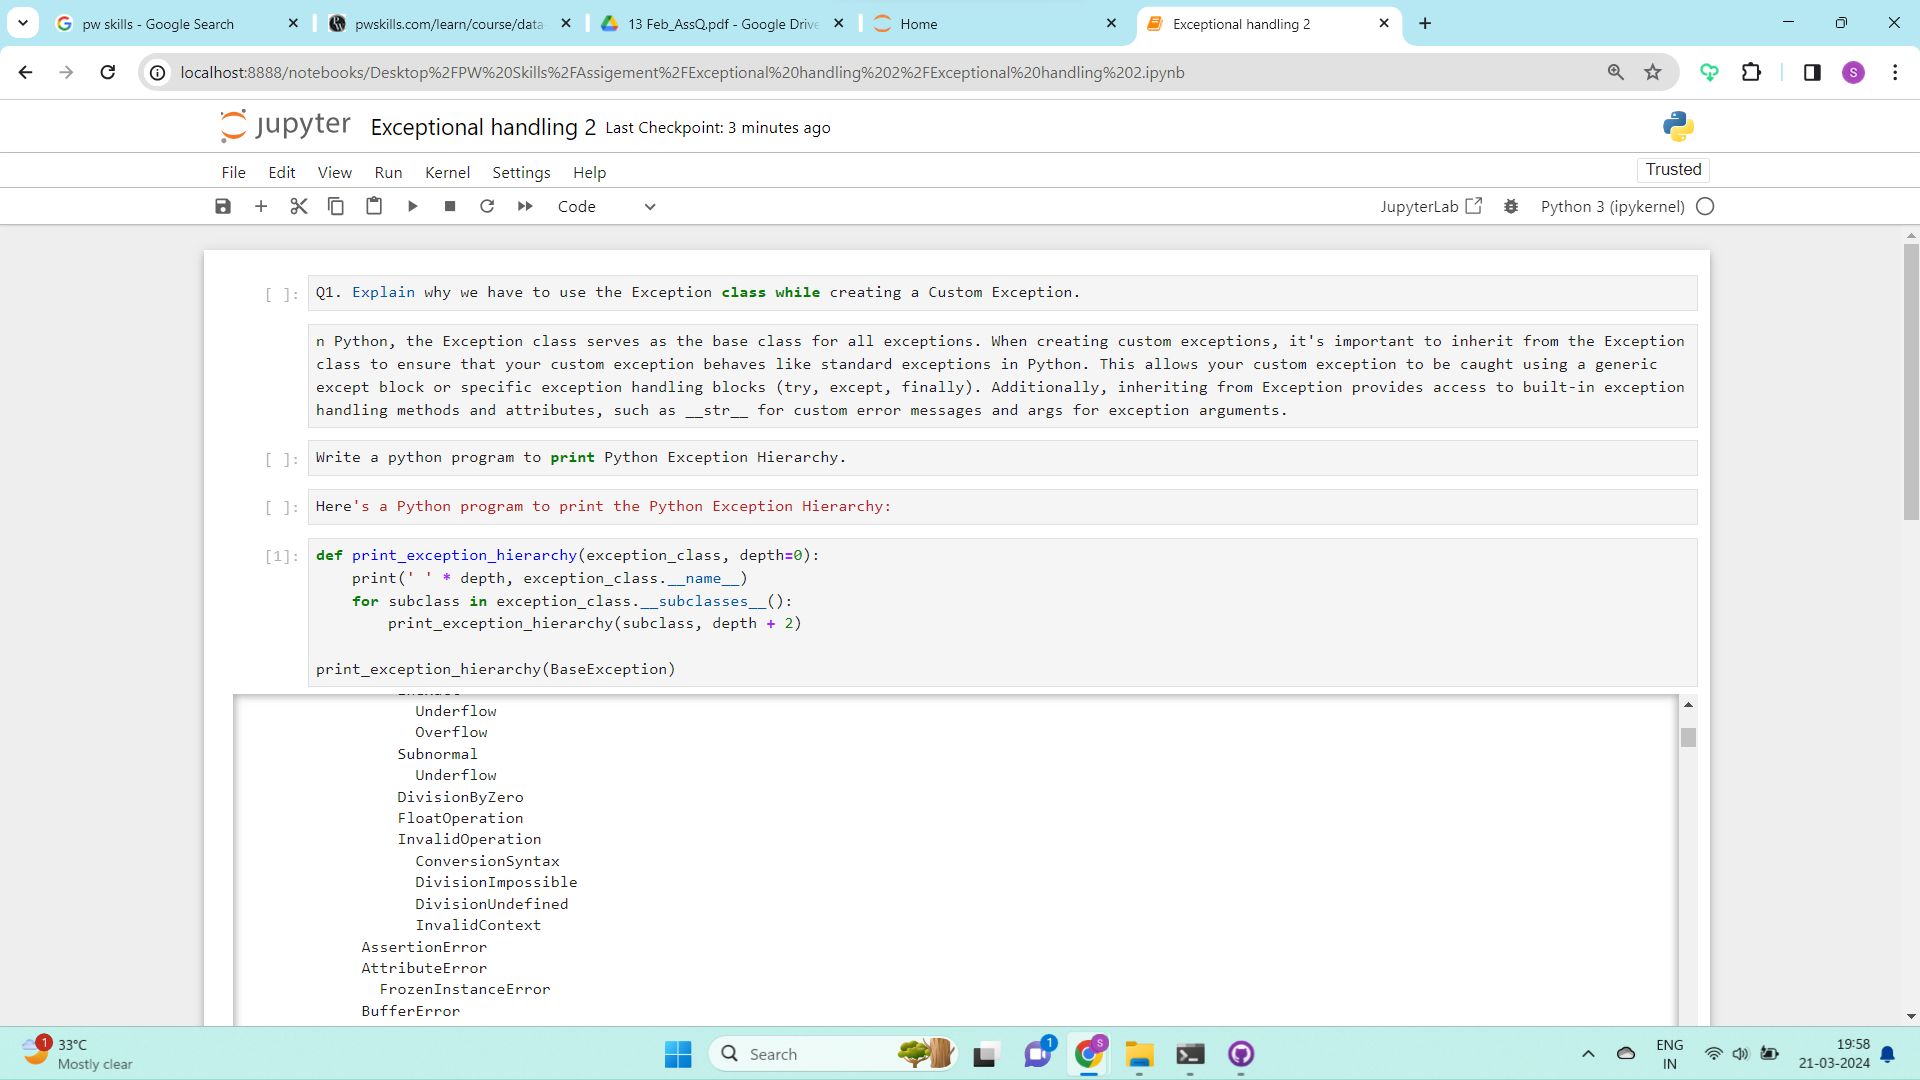 pw skills - Google Search
pwskills.com/learn/course/data
13 Feb_AssQ.pdf - Google Drive
Home
Exceptional handling 2
localhost:8888/notebooks/Desktop%2FPW%20Skills%2FAssigement%2FExceptional%20handling%202%2FExceptional%20handling%202.ipynb
S
jupyter Exceptional handling 2 Last Checkpoint: 3 minutes ago
File Edit View Run Kernel Settings Help
Trusted
Code
JupyterLab
Python 3 (ipykernel)
[ ]: Q1. Explain why we have to use the Exception class while creating a Custom Exception.
n Python, the Exception class serves as the base class for all exceptions. When creating custom exceptions, it's important to inherit from the Exception
class to ensure that your custom exception behaves like standard exceptions in Python. This allows your custom exception to be caught using a generic
except block or specific exception handling blocks (try, except, finally). Additionally, inheriting from Exception provides access to built-in exception
handling methods and attributes, such as __str__ for custom error messages and args for exception arguments.
[ ]: Write a python program to print Python Exception Hierarchy.
[ ]: Here's a Python program to print the Python Exception Hierarchy:
[1]: def print_exception_hierarchy(exception_class, depth=0):
print(' ' * depth, exception_class.__name__)
for subclass in exception_class.__subclasses__():
print_exception_hierarchy(subclass, depth + 2)
print_exception_hierarchy(BaseException)
Underflow
Overflow
Subnormal
Underflow
DivisionByZero
FloatOperation
InvalidOperation
ConversionSyntax
DivisionImpossible
DivisionUndefined
InvalidContext
AssertionError
AttributeError
FrozenInstanceError
BufferError
1
33°C
Mostly clear
Search
1
S
ENG
IN
19:58
21-03-2024